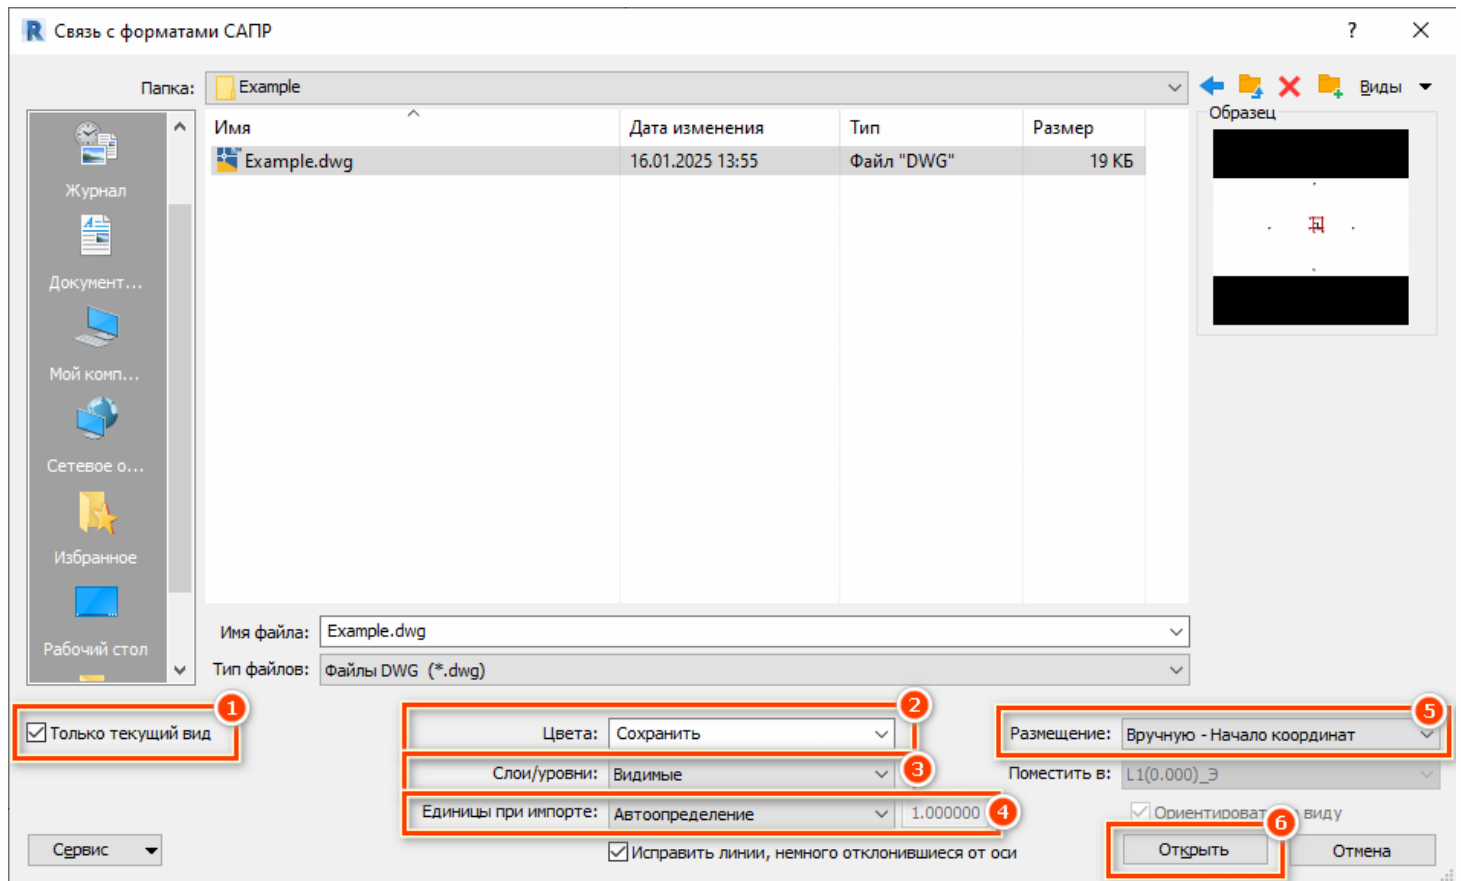 Связь с форматами САПР
?
Папка:
Example
Виды
Имя
Дата изменения
Тип
Размер
Образец
Example.dwg
16.01.2025 13:55
Файл "DWG"
19 КБ
Журнал
Документ...
Мой комп...
Сетевое о...
Избранное
Рабочий стол
Имя файла:
Example.dwg
Тип файлов:
Файлы DWG (*.dwg)
1
Только текущий вид
2
Цвета:
Сохранить
5
Размещение:
Вручную - Начало координат
Слои/уровни:
Видимые
3
Поместить в:
L1(0.000)_Э
Единицы при импорте:
Автоопределение
1.000000
4
Ориентироват
виду
6
Сервис
Исправить линии, немного отклонившиеся от оси
Открыть
Отмена